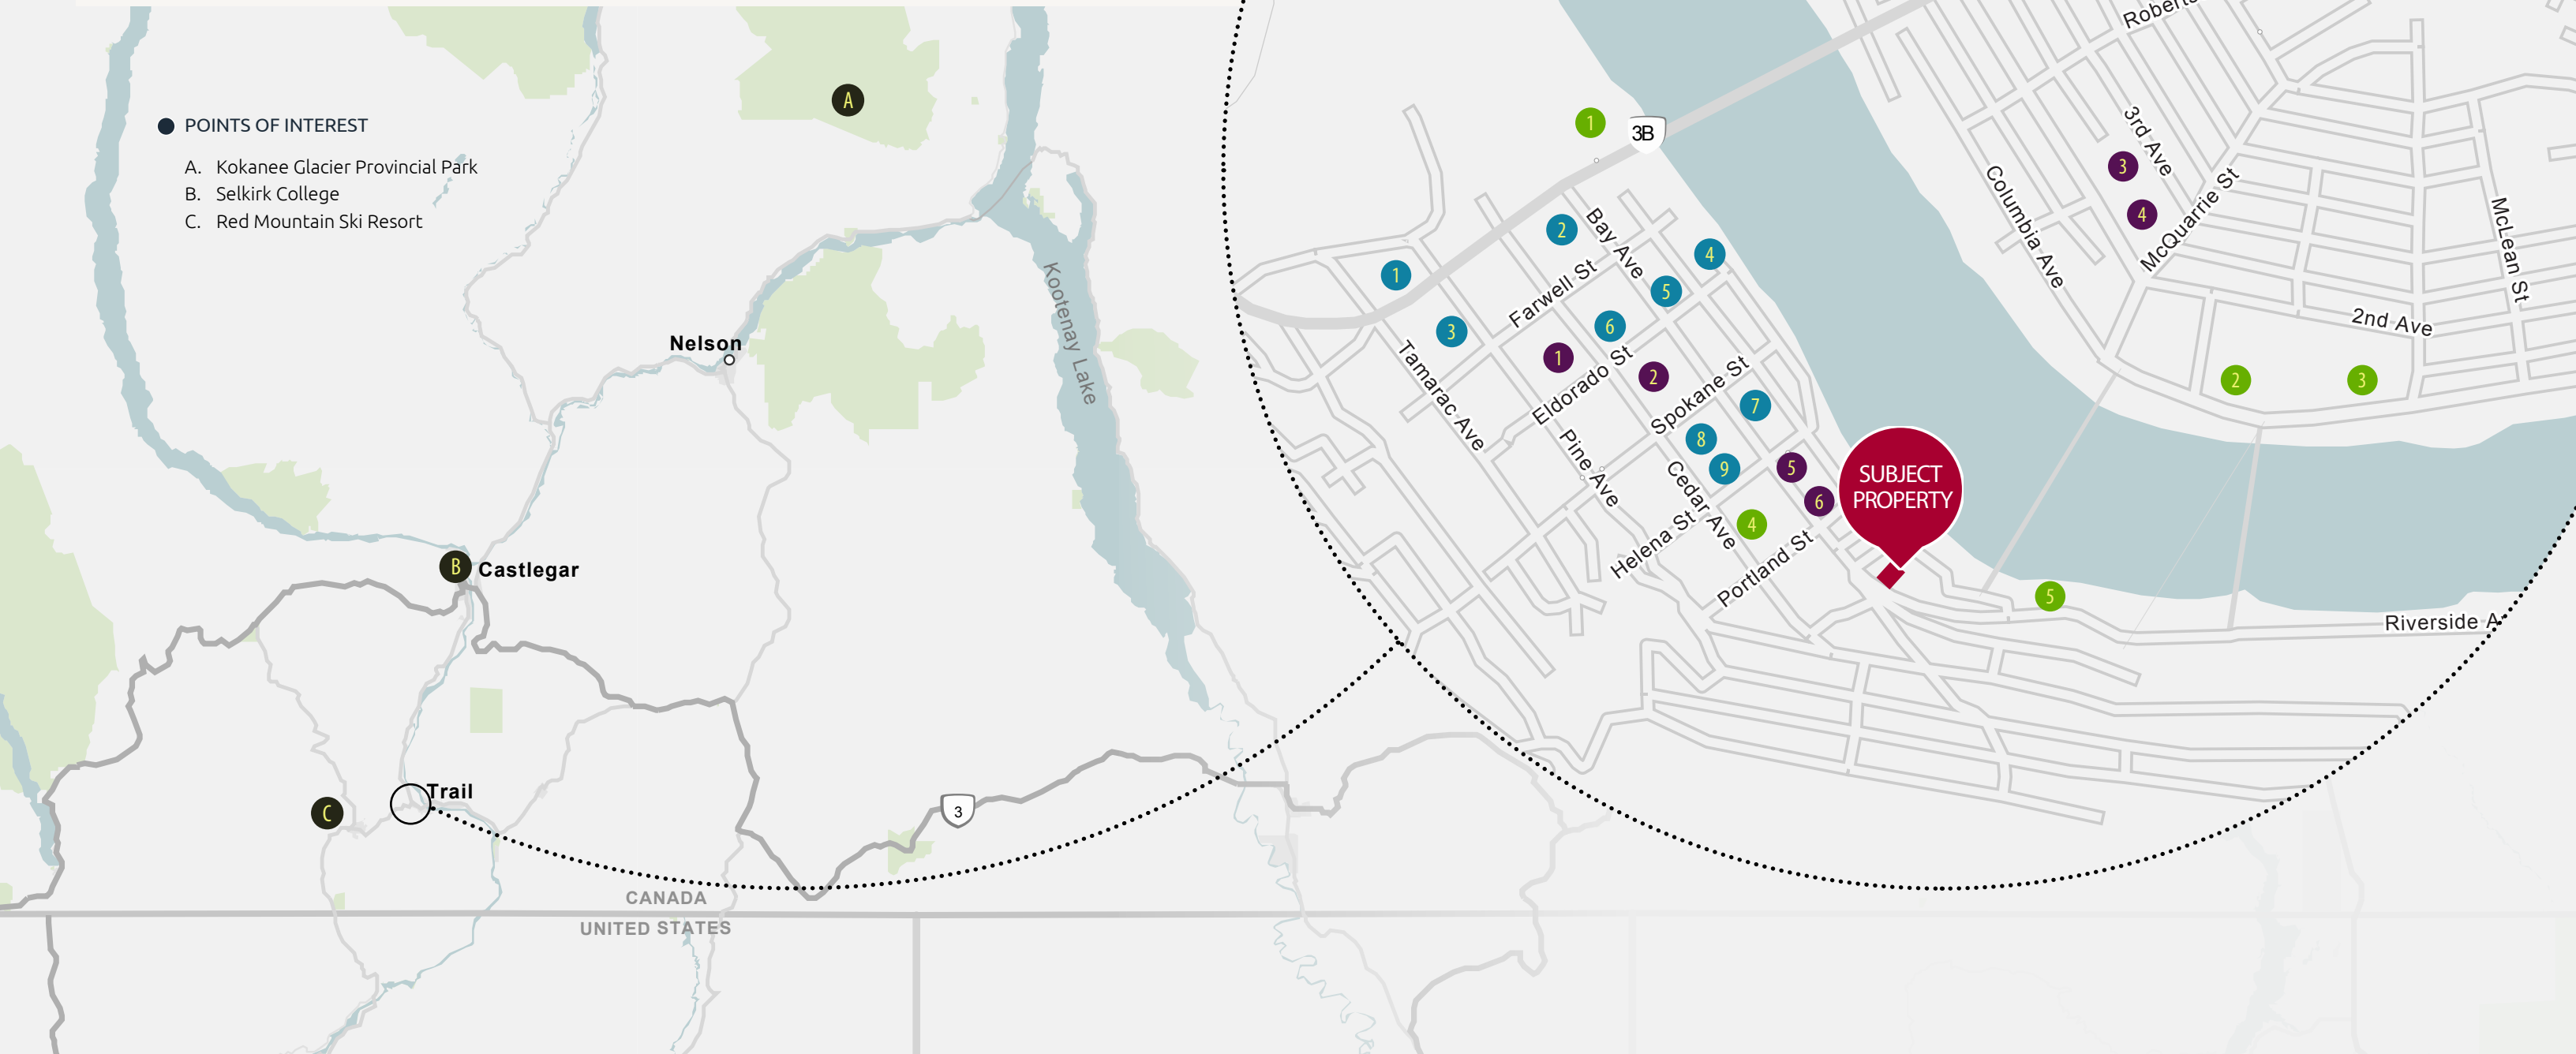 POINTS OF INTEREST
A. Kokanee Glacier Provincial Park
B. Selkirk College
C. Red Mountain Ski Resort
A
Nelson
Kootenay Lake
B
Castlegar
C
Trail
3
CANADA
UNITED STATES
1
3B
Columbia Ave
3rd Ave
3
4
McQuarrie St
McLean St
2nd Ave
2
3
1
2
Bay Ave
4
5
Farwell St
3
6
Tamarac Ave
1
Eldorado St
2
Spokane St
7
Pine Ave
8
9
Cedar Ave
5
6
Helena St
4
Portland St
SUBJECT
PROPERTY
5
Riverside